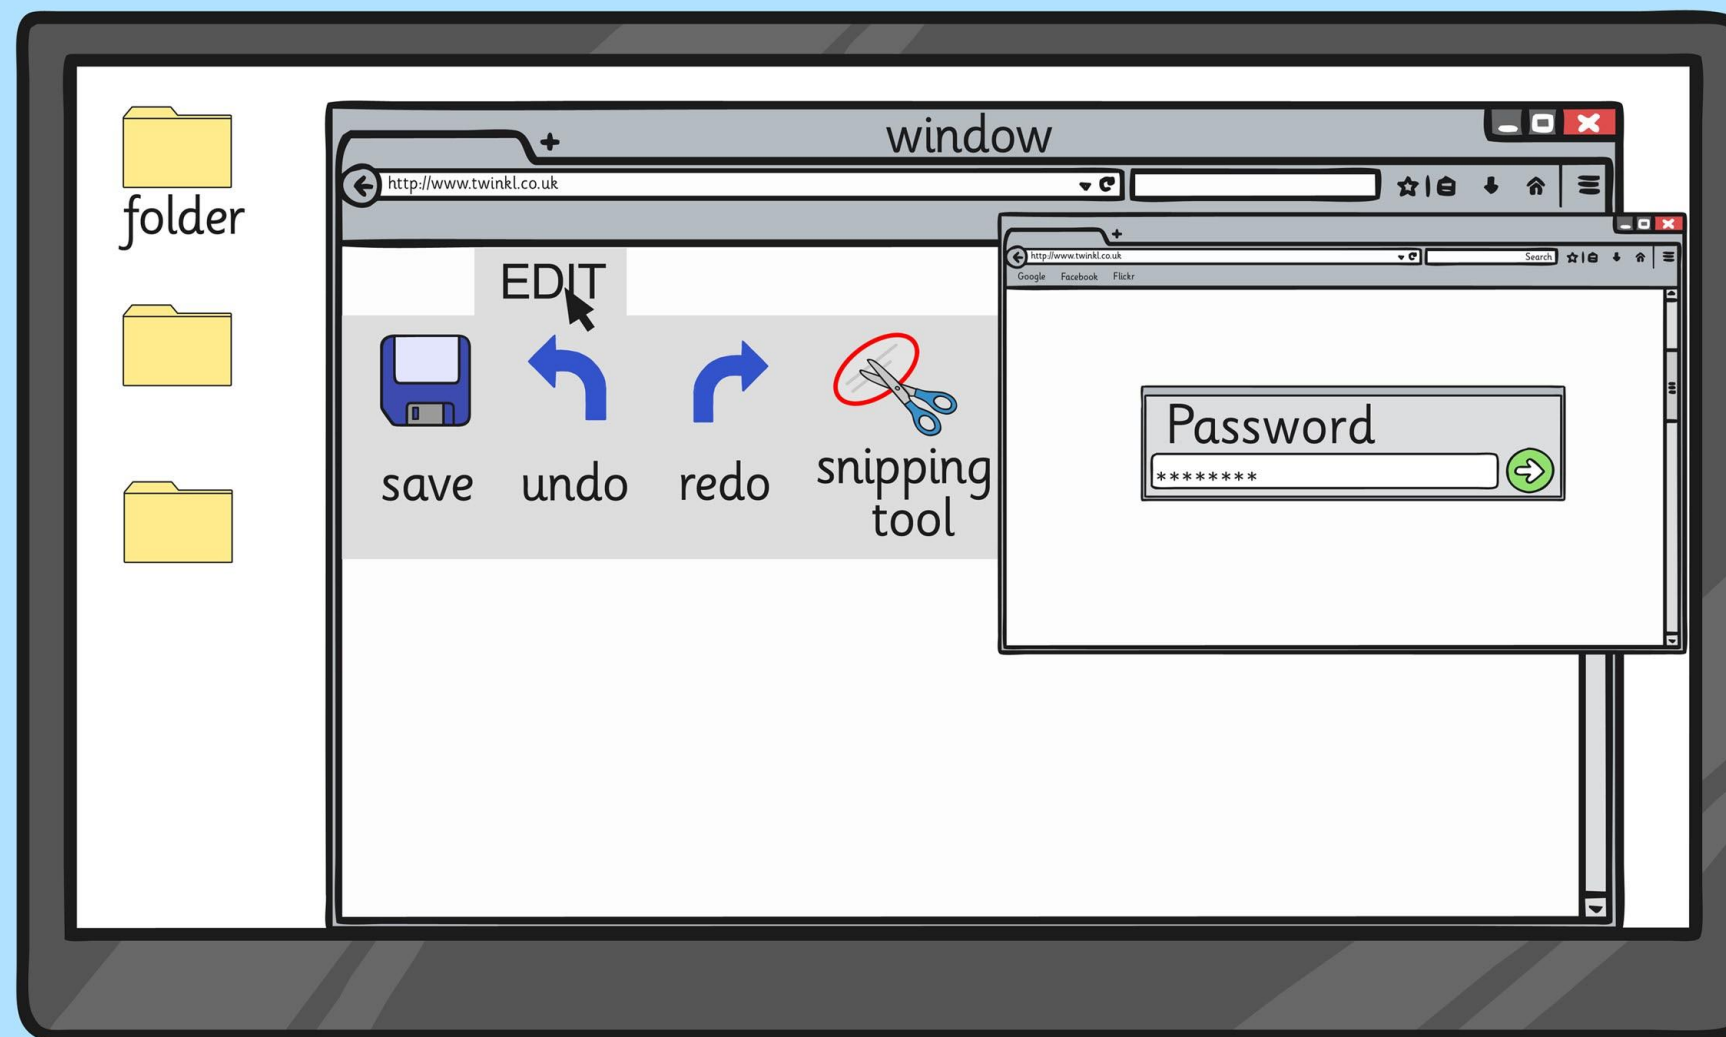 folder
window
http://www.twinkl.co.uk
EDIT
save
undo
redo
snipping
tool
http://www.twinkl.co.uk
Search
Google Facebook Flickr
Password
********